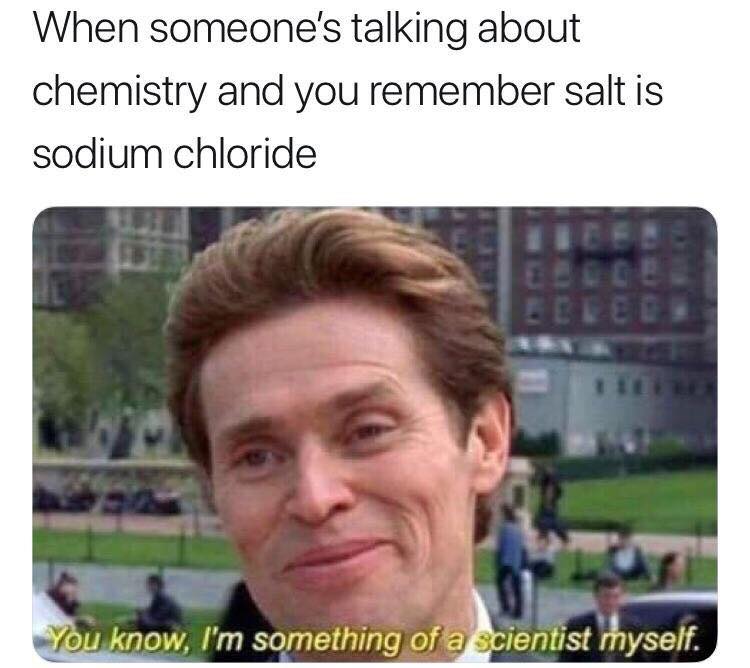 When someone's talking about
chemistry and you remember salt is
sodium chloride
You know, I'm something of a scientist myself.